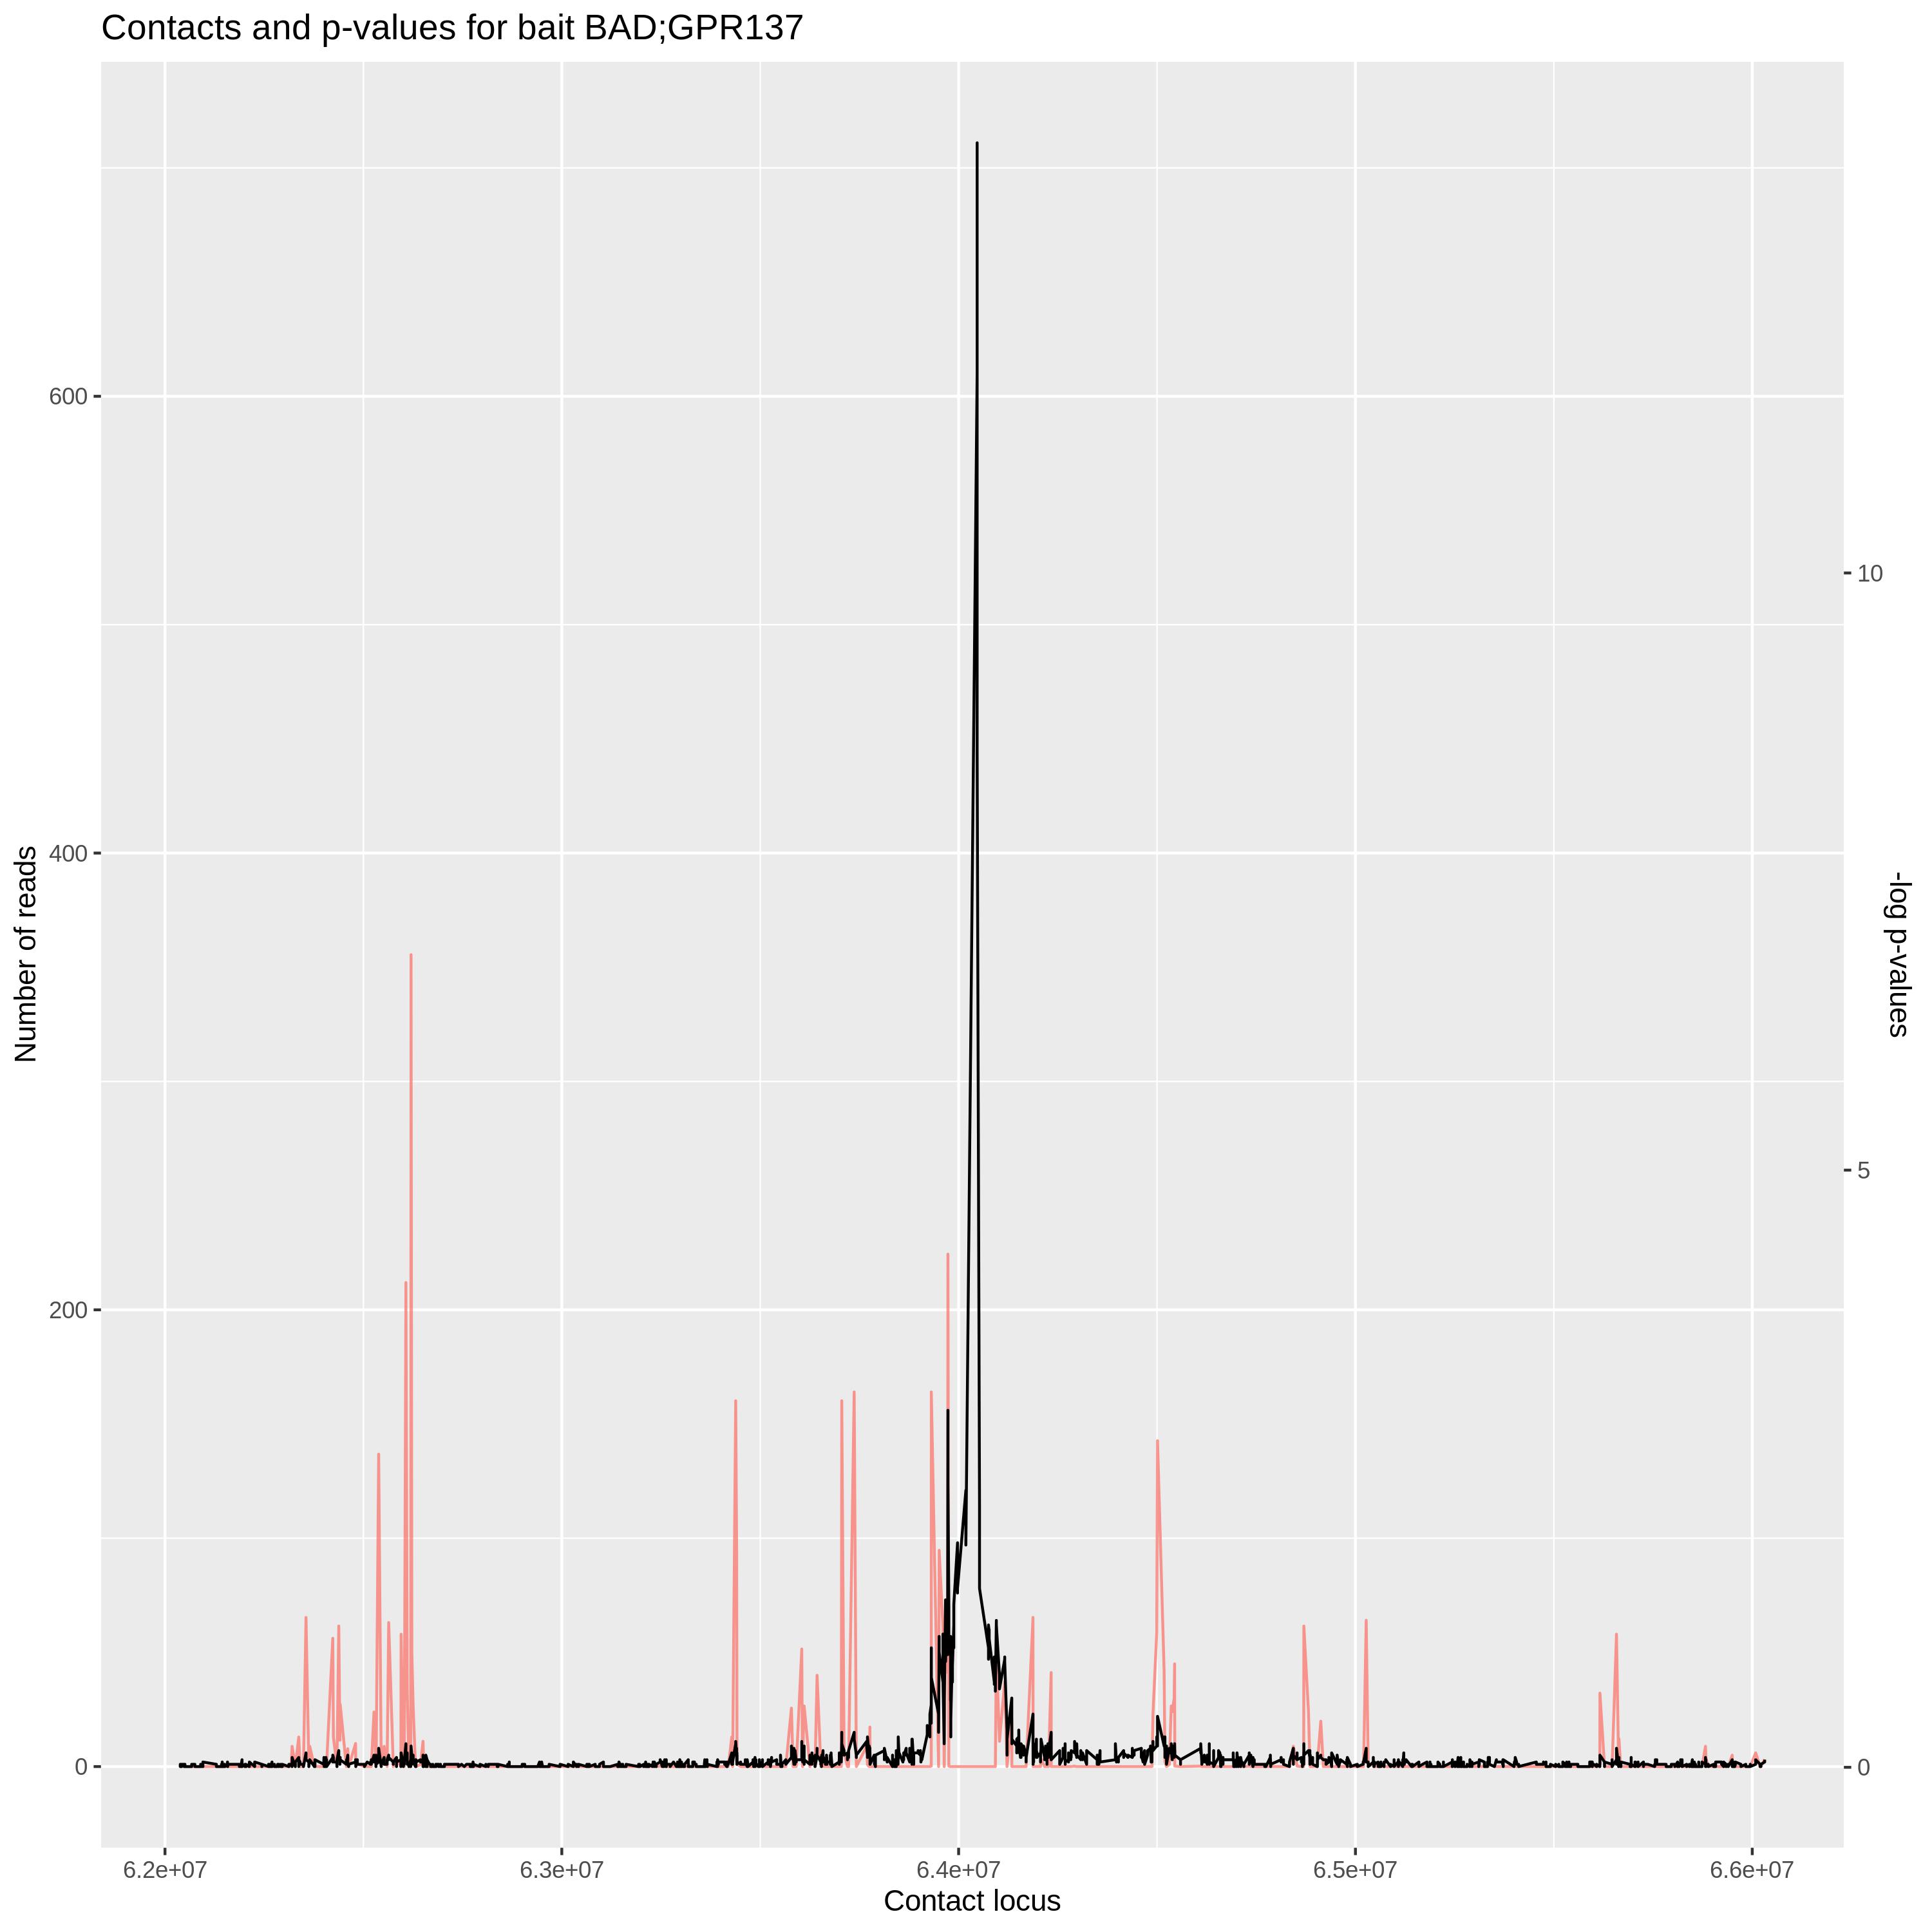 Contacts and p-values for bait BAD;GPR137
Number of reads
600
400
200
0
10
5
0
-log p-values
6.2e+07
6.3e+07
6.4e+07
6.5e+07
6.6e+07
Contact locus